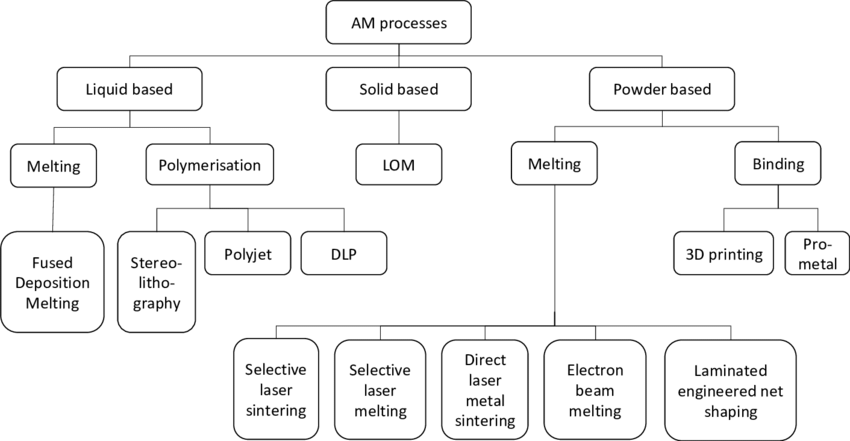 AM processes
Liquid based
Solid based
Powder based
Melting
Polymerisation
LOM
Melting
Binding
Fused
Deposition
Melting
Stereo-
litho-
graphy
Polyjet
DLP
3D printing
Pro-
metal
Selective
laser
sintering
Selective
laser
melting
Direct
laser
metal
sintering
Electron
beam
melting
Laminated
engineered net
shaping